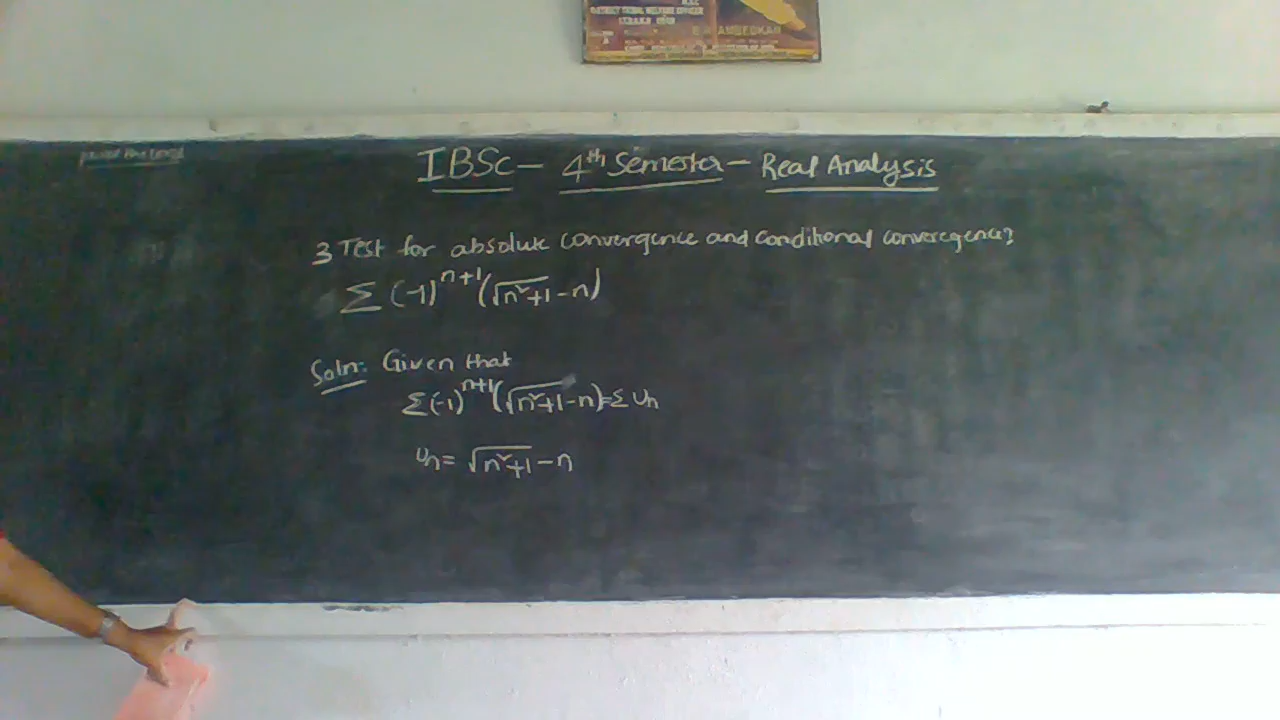 IBSc - 4th Semester - Real Analysis
3 Test for absolute convergence and conditional converegence?
∑ (-1)^{n+1} (√(n²+1) - n)
Soln: Given that
∑ (-1)^{n+1} (√(n²+1) - n) = ∑ Un
Un = √(n²+1) - n